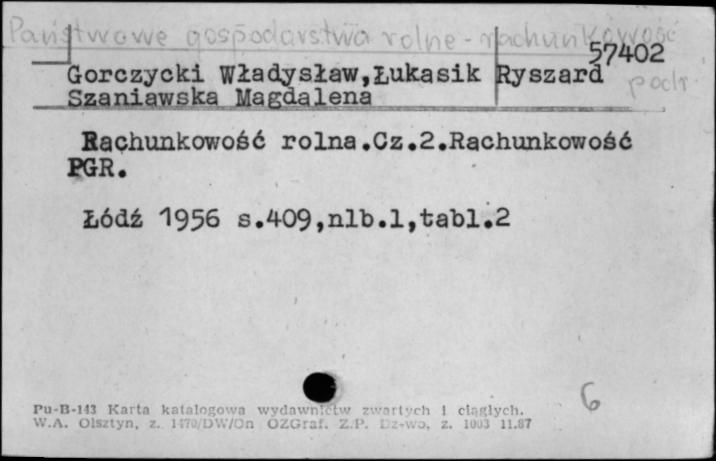 Państwowe gospodarstwa rolne - rachunkowość
57402
Gorczycki Władysław,Łukasik Ryszard
podr.
Szaniawska Magdalena
Rachunkowość rolna.Cz.2.Rachunkowość
PGR.
Łódź 1956 s.409,nlb.1,tabl.2
6
Pu-B-143 Karta katalogowa wydawnictw zwartych i ciągłych.
W.A. Olsztyn, z. 1470/DW/On OZGraf. Z.P. Dz-wo, z. 1003 11.87